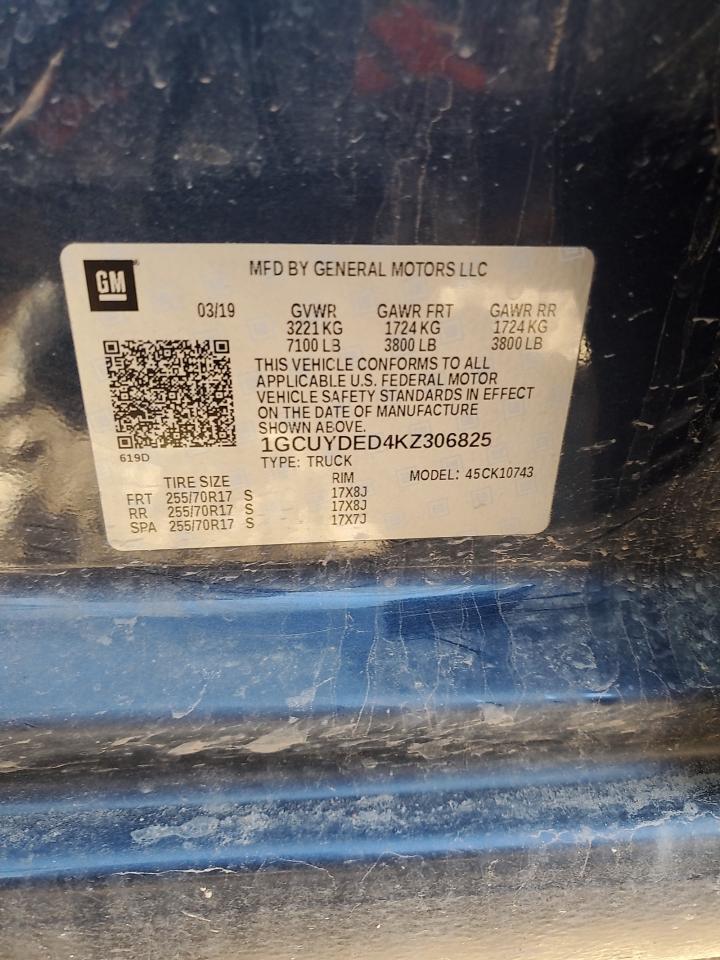 GM
MFD BY GENERAL MOTORS LLC
03/19 GVWR GAWR FRT GAWR RR
3221 KG 1724 KG 1724 KG
7100 LB 3800 LB 3800 LB
THIS VEHICLE CONFORMS TO ALL
APPLICABLE U.S. FEDERAL MOTOR
VEHICLE SAFETY STANDARDS IN EFFECT
ON THE DATE OF MANUFACTURE
SHOWN ABOVE.
1GCUYDED4KZ306825
619D
TYPE: TRUCK
MODEL: 45CK10743
TIRE SIZE RIM
FRT 255/70R17 S 17X8J
RR 255/70R17 S 17X8J
SPA 255/70R17 S 17X7J